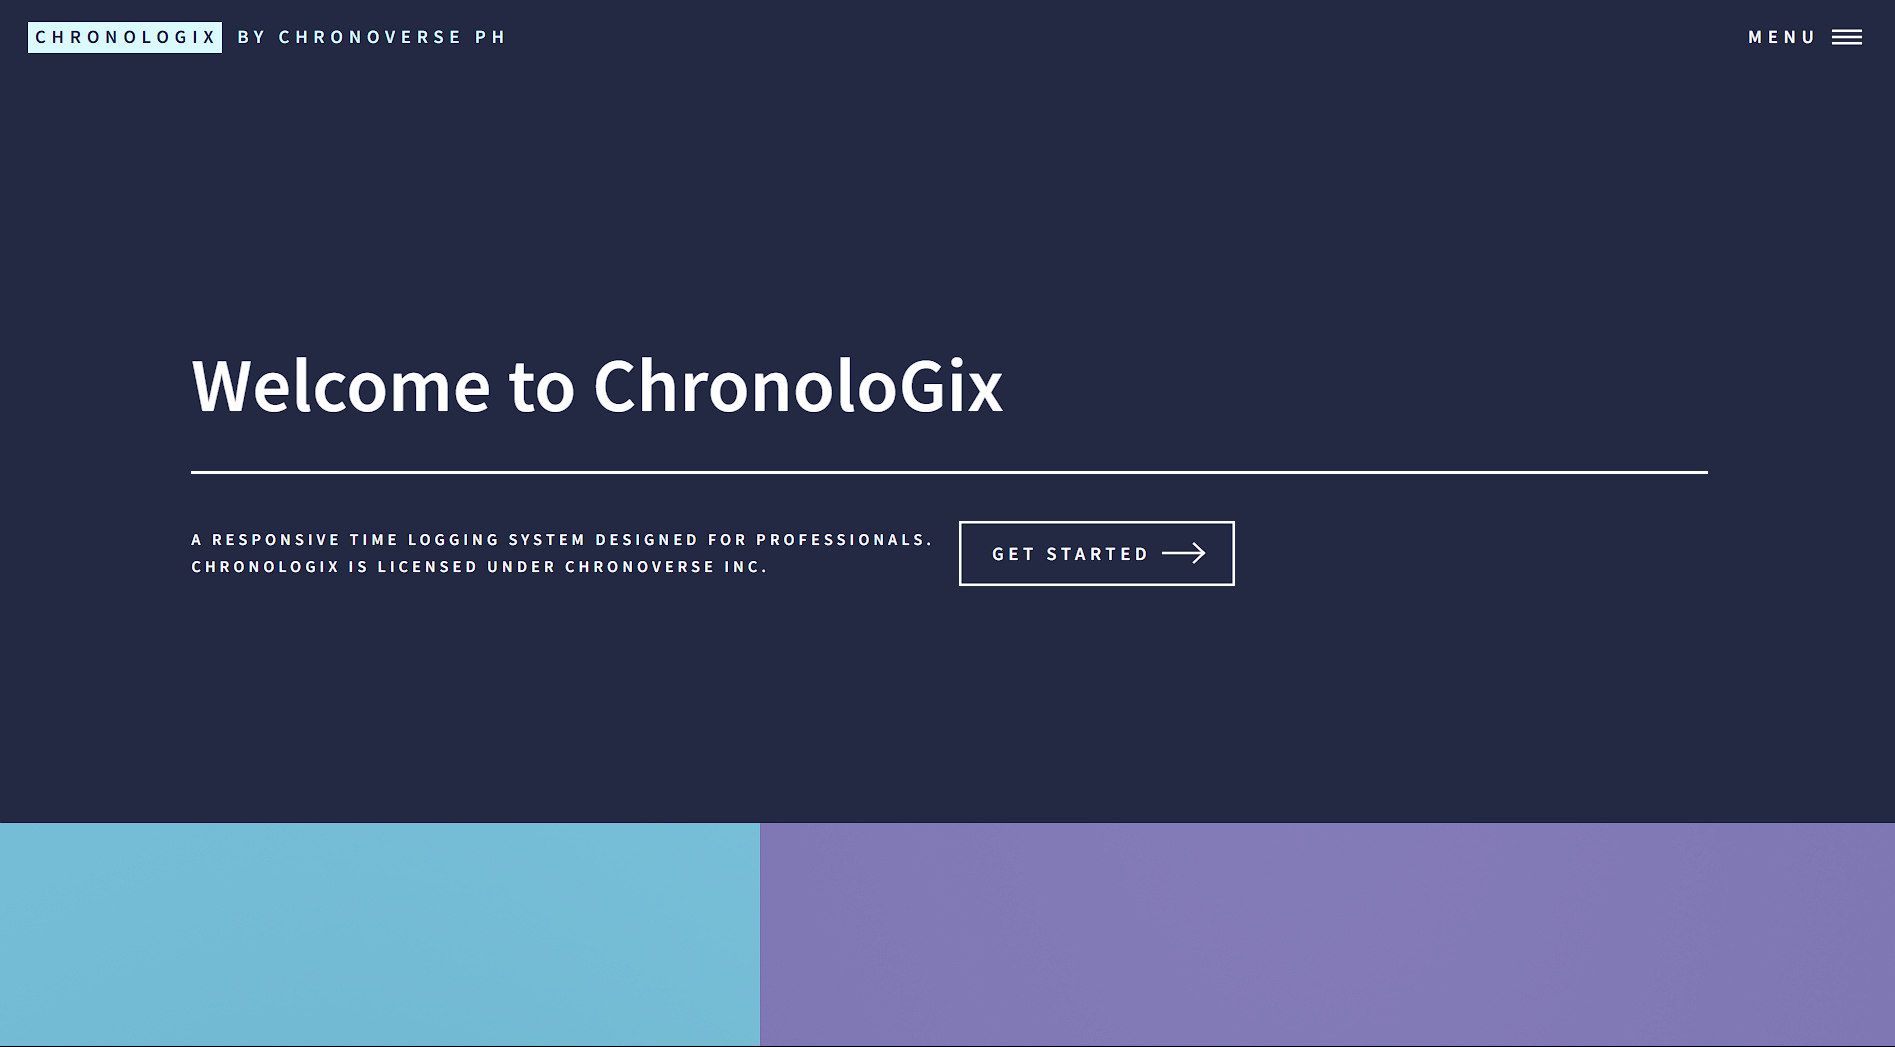 CHRONOLOGIX BY CHRONOVERSE PH
MENU
Welcome to ChronoloGix
A RESPONSIVE TIME LOGGING SYSTEM DESIGNED FOR PROFESSIONALS.
CHRONOLOGIX IS LICENSED UNDER CHRONOVERSE INC.
GET STARTED